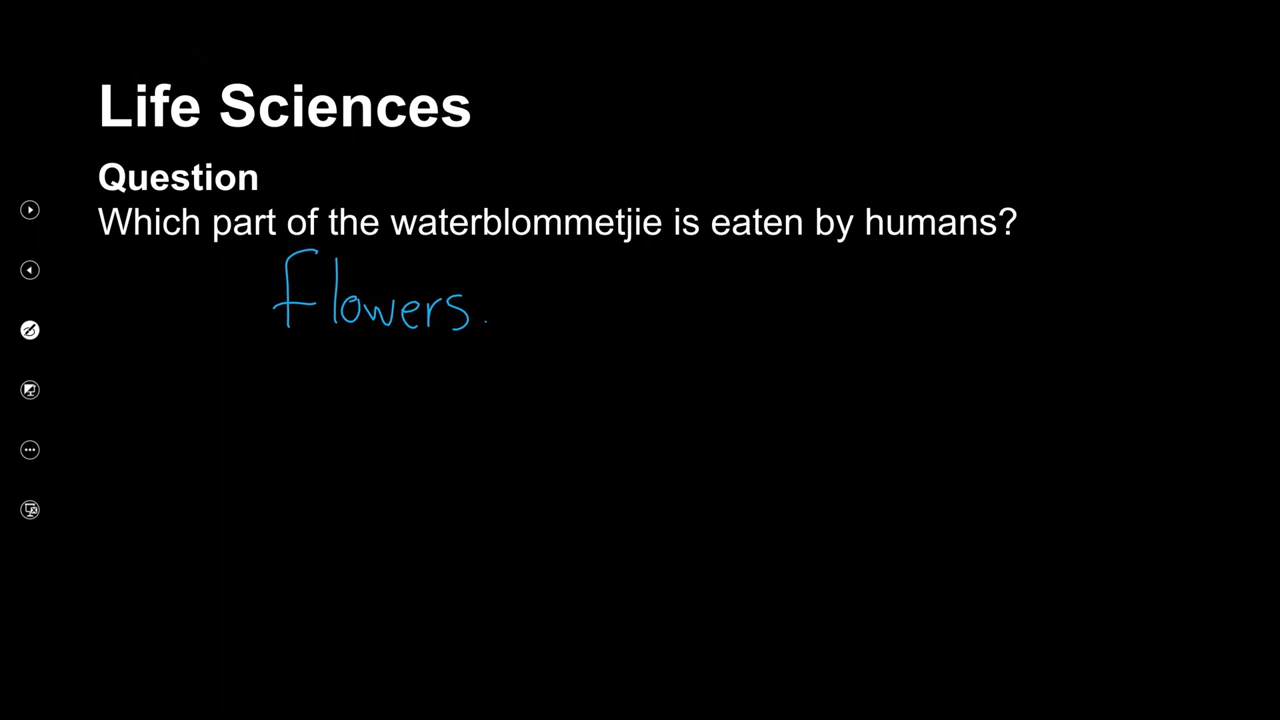 Life Sciences
Question
Which part of the waterblommetjie is eaten by humans?
Flowers.